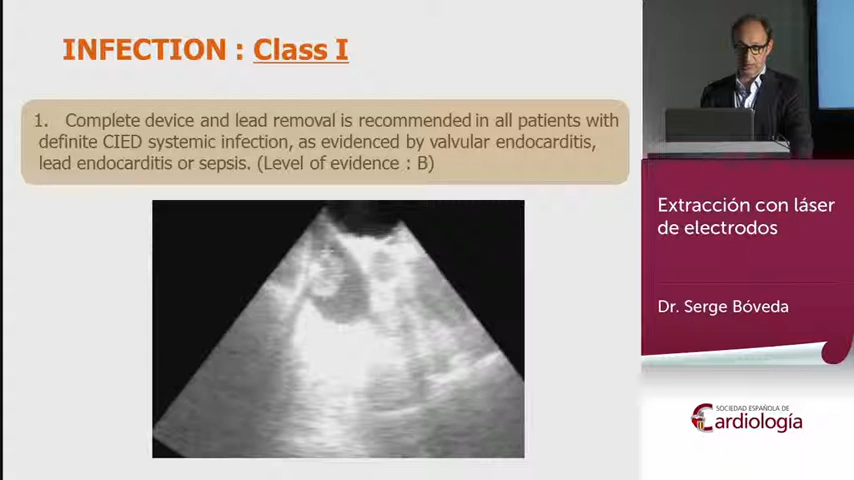 INFECTION : Class I
1. Complete device and lead removal is recommended in all patients with
definite CIED systemic infection, as evidenced by valvular endocarditis,
lead endocarditis or sepsis. (Level of evidence : B)
Extracción con láser
de electrodos
Dr. Serge Bóveda
SOCIEDAD ESPAÑOLA DE
Cardiología